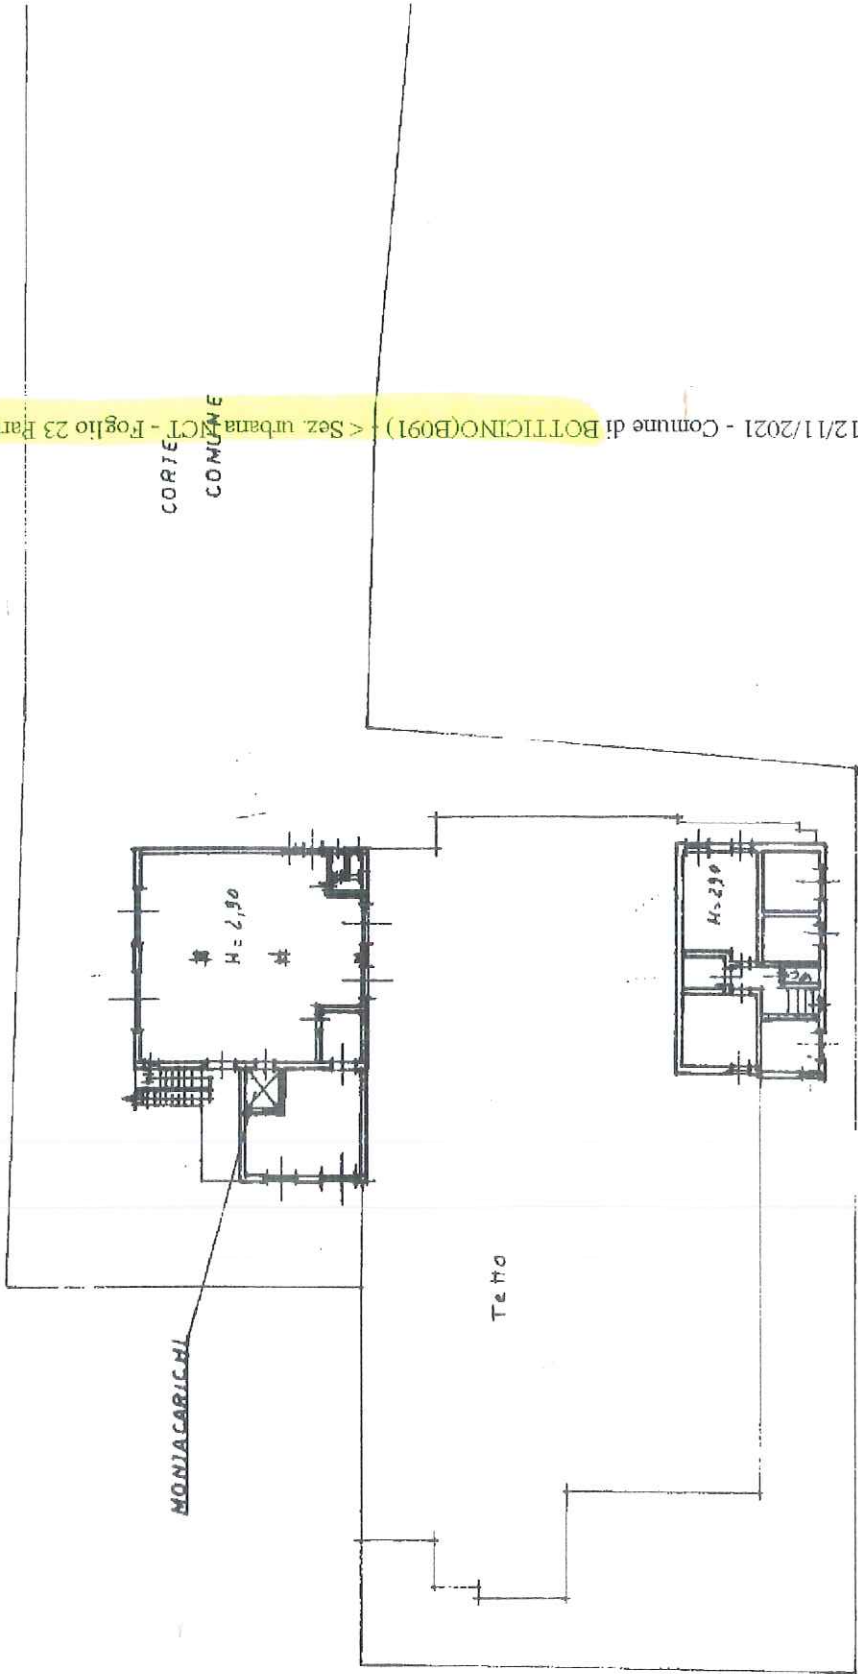 12/11/2021 - Comune di BOTTICINO(B091) - < Sez. urbana NCT - Foglio 23 Par
CORTE
COMUNE
H = 2,90
H = 2,90
MONTACARICHI
Tetto